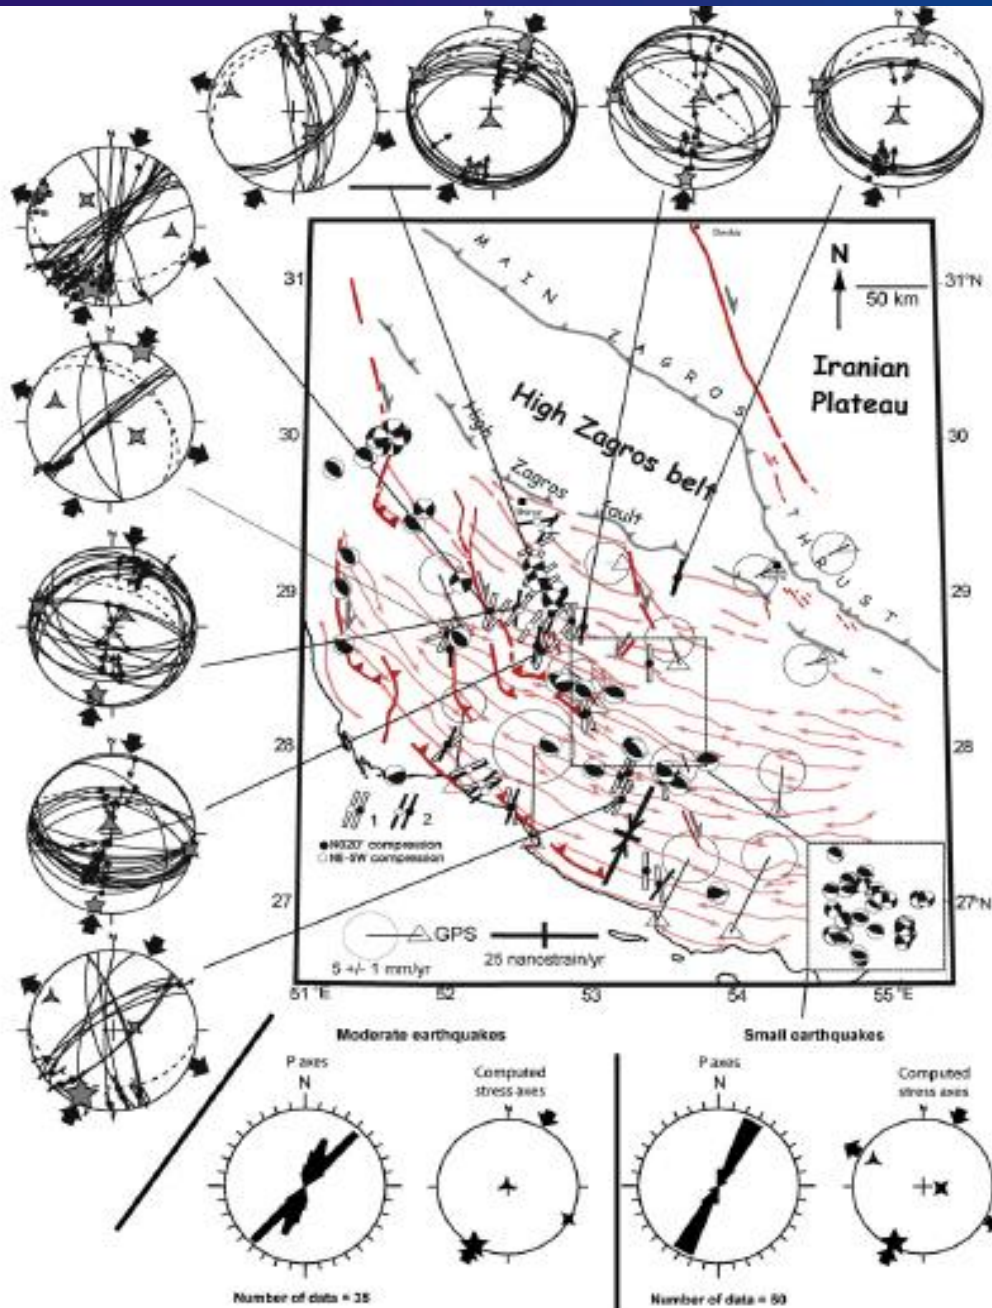 N
50 km
31
31°N
MAIN ZAGROS THRUST
Iranian
Plateau
High Zagros belt
30
30
High Zagros fault
29
29
28
28
1 2
N020° compression
NE-SW compression
27
27°N
GPS
5 +/- 1 mm/yr
25 nanostrain/yr
51 °E
52
53
54
55 °E
Moderate earthquakes
Small earthquakes
P axes
N
Computed
stress axes
P axes
N
Computed
stress axes
Number of data = 35
Number of data = 50